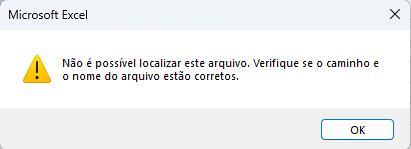 Microsoft Excel
Não é possível localizar este arquivo. Verifique se o caminho e
o nome do arquivo estão corretos.
OK